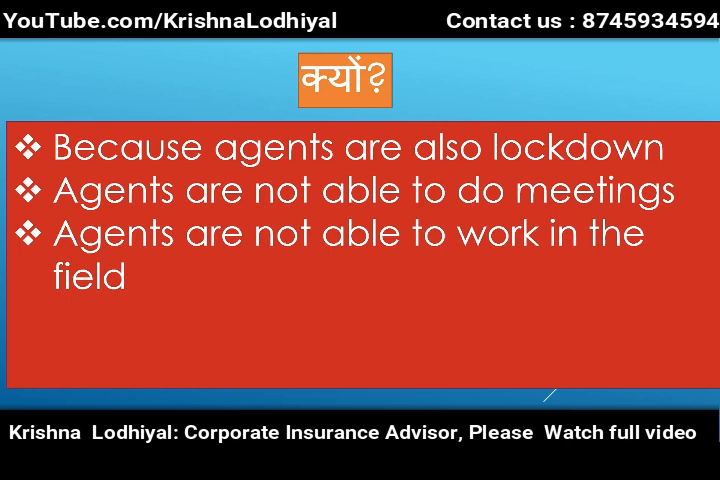 YouTube.com/KrishnaLodhiyal Contact us : 8745934594
क्यों?
❖ Because agents are also lockdown
❖ Agents are not able to do meetings
❖ Agents are not able to work in the
field
Krishna Lodhiyal: Corporate Insurance Advisor, Please Watch full video